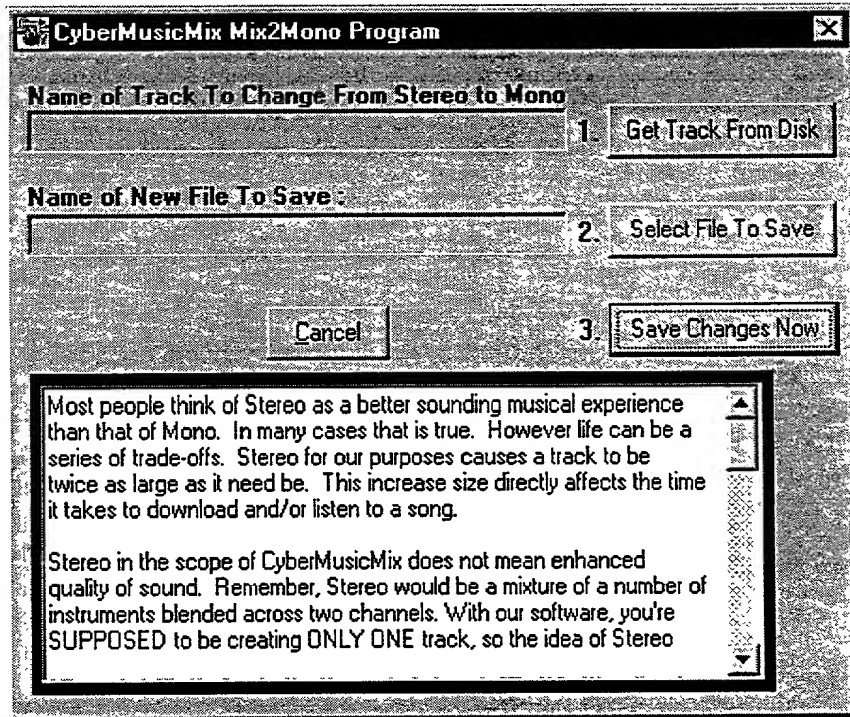 CyberMusicMix Mix2Mono Program
Name of Track To Change From Stereo to Mono
1. Get Track From Disk
Name of New File To Save :
2. Select File To Save
Cancel
3. Save Changes Now
Most people think of Stereo as a better sounding musical experience
than that of Mono. In many cases that is true. However life can be a
series of trade-offs. Stereo for our purposes causes a track to be
twice as large as it need be. This increase size directly affects the time
it takes to download and/or listen to a song.
Stereo in the scope of CyberMusicMix does not mean enhanced
quality of sound. Remember, Stereo would be a mixture of a number of
instruments blended across two channels. With our software, you're
SUPPOSED to be creating ONLY ONE track, so the idea of Stereo